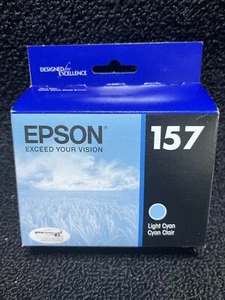 DESIGNED for EXCELLENCE
EPSON
EXCEED YOUR VISION
157
Light Cyan
Cyan Clair